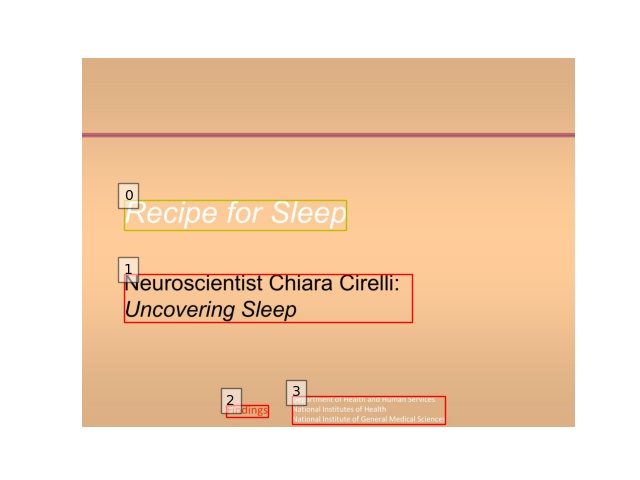 0
Recipe for Sleep
1
Neuroscientist Chiara Cirelli:
Uncovering Sleep
2
findings
3
Department of Health and Human Services
National Institutes of Health
National Institute of General Medical Sciences